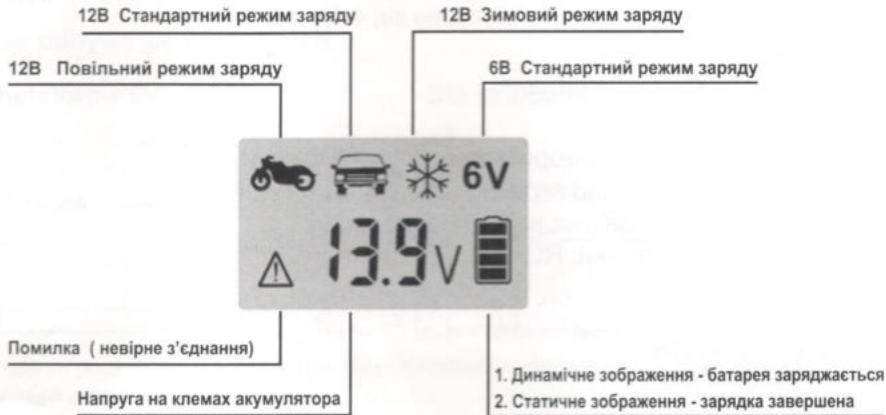 12В Стандартний режим заряду
12В Зимовий режим заряду
12В Повільний режим заряду
6В Стандартний режим заряду
6V
13.9V
Помилка ( невірне з’єднання)
Напруга на клемах акумулятора
1. Динамічне зображення - батарея заряджається
2. Статичне зображення - зарядка завершена